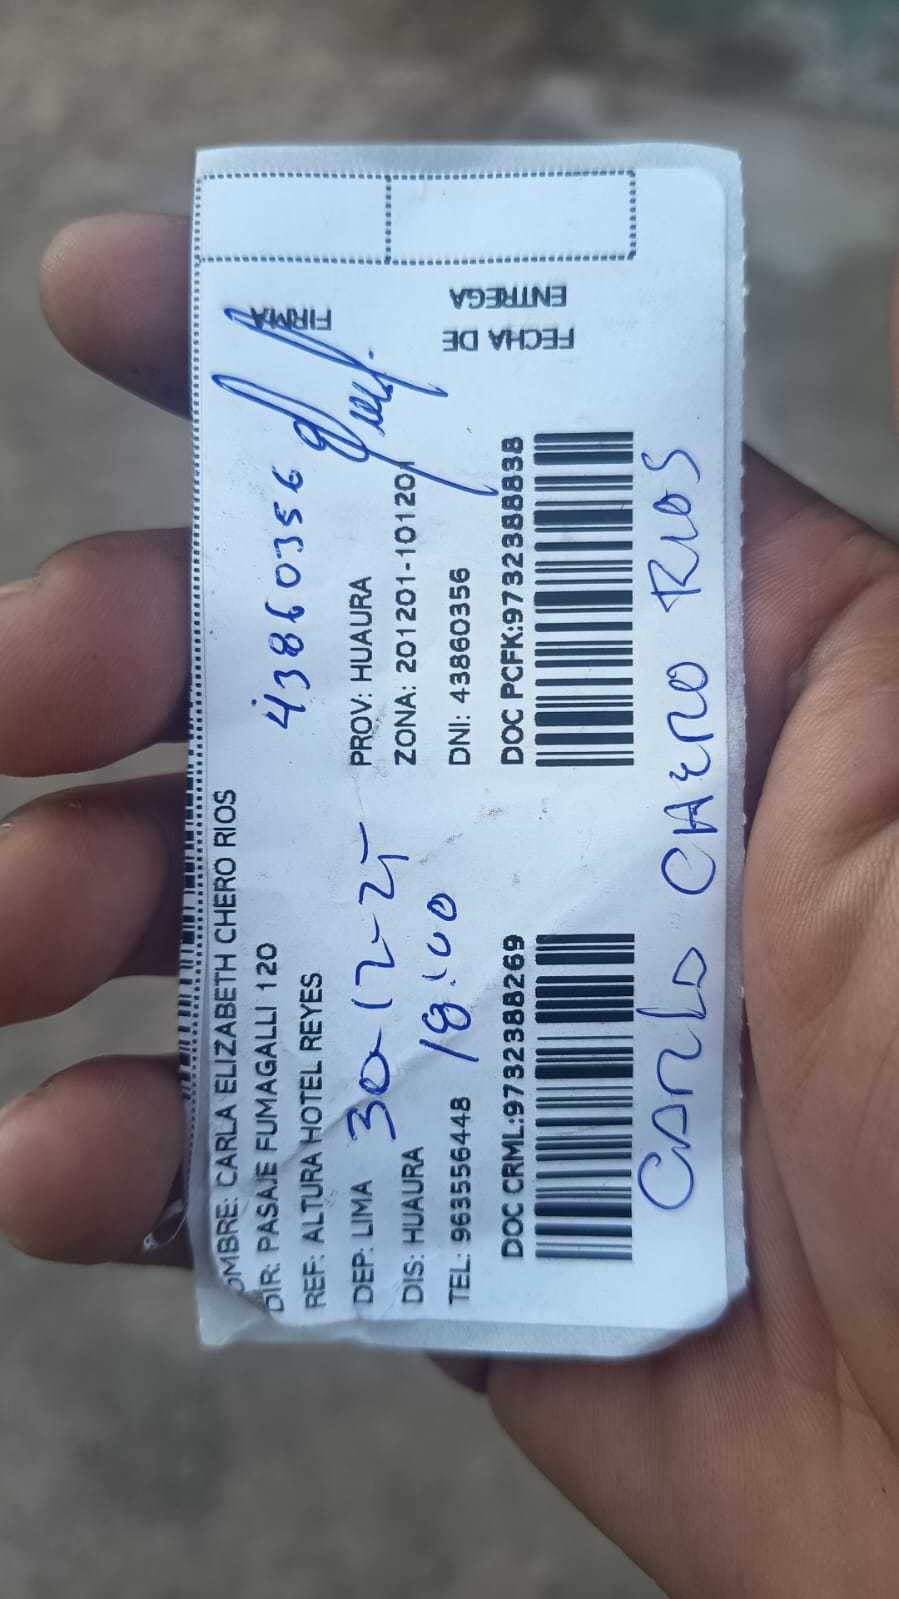 OMBRE: CARLA ELIZABETH CHERO RIOS
DIR: PASAJE FUMAGALLI 120
43860356
REF: ALTURA HOTEL REYES
DEP: LIMA
30-12-25
PROV: HUAURA
DIS: HUAURA
18:00
ZONA: 201201-101201
TEL: 963556448
DNI: 43860356
DOC CRML:9732388269
DOC PCFK:9732388838
FIRMA
FECHA DE
ENTREGA
Carla CHERO RIOS